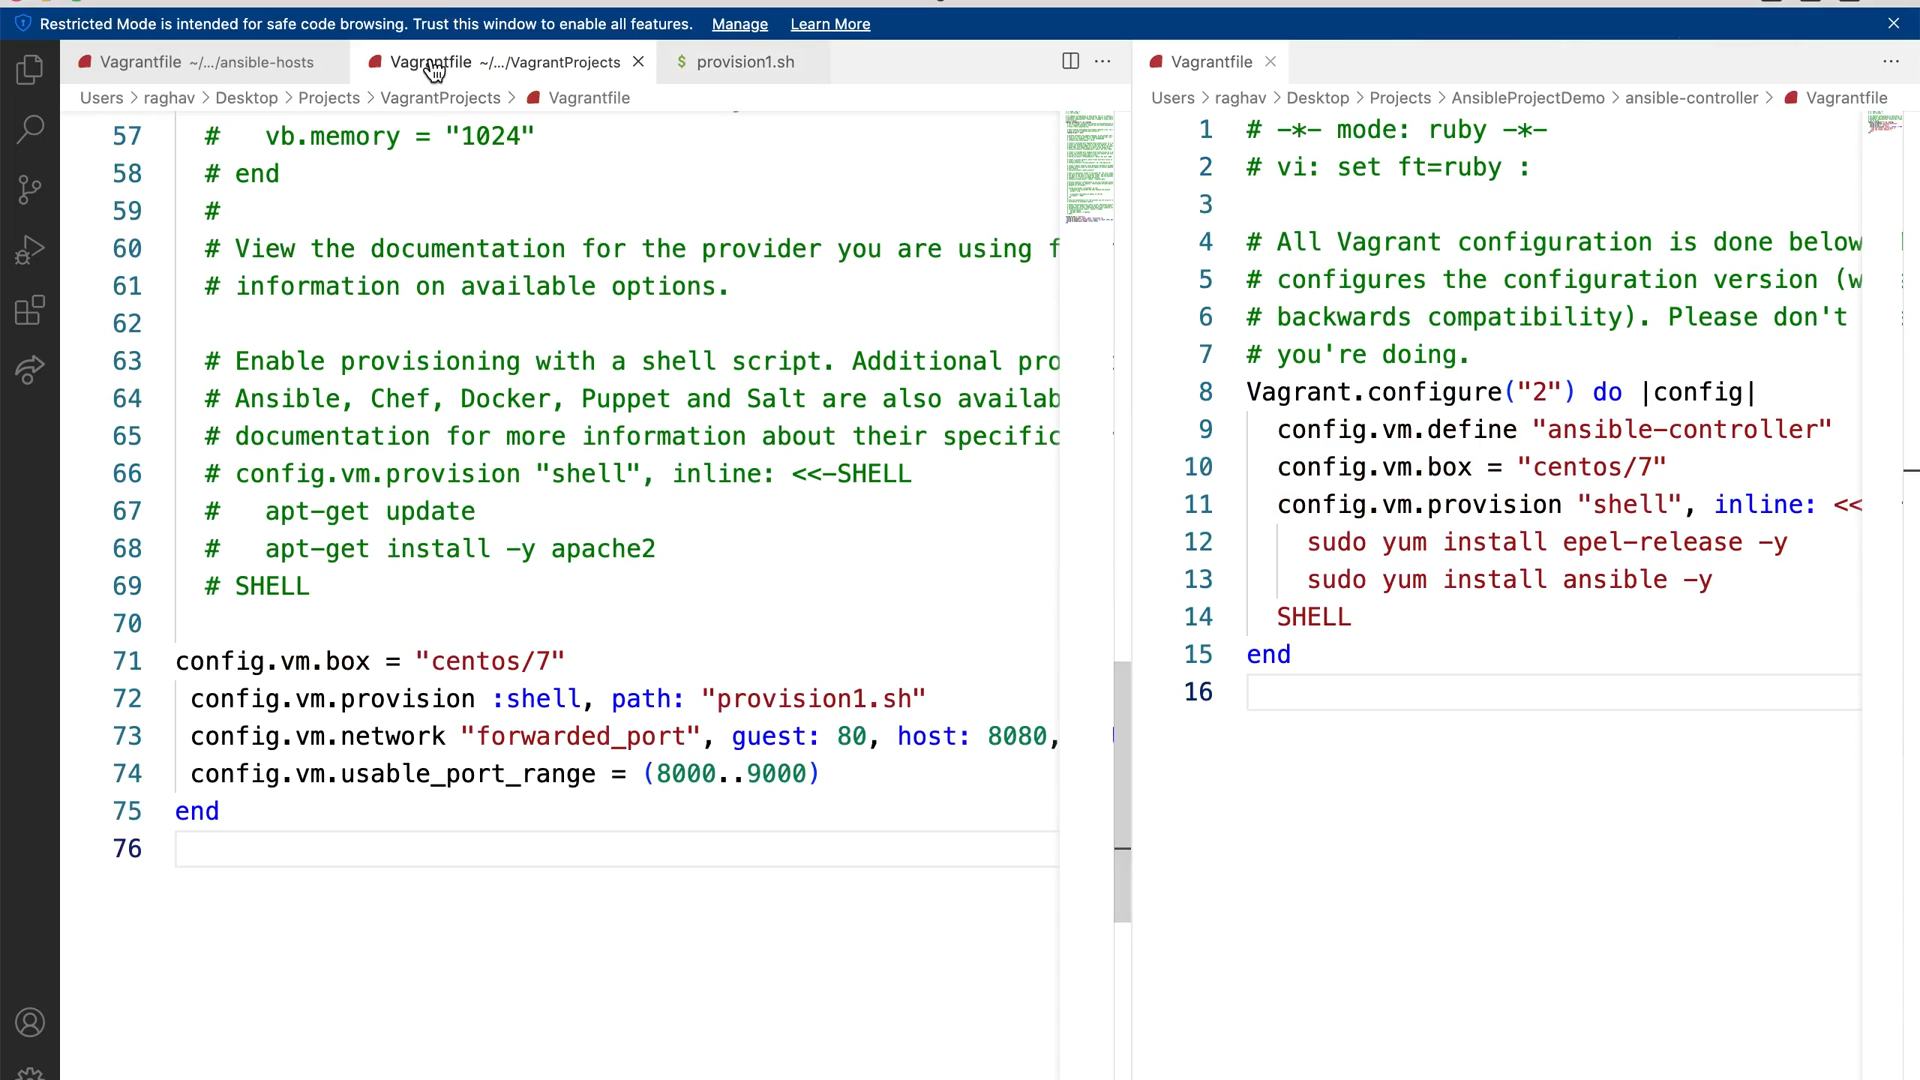 Restricted Mode is intended for safe code browsing. Trust this window to enable all features. Manage Learn More
Vagrantfile ~/.../ansible-hosts
Vagrantfile ~/.../VagrantProjects
$ provision1.sh
Users > raghav > Desktop > Projects > VagrantProjects > Vagrantfile
57 # vb.memory = "1024"
58 # end
59 #
60 # View the documentation for the provider you are using f
61 # information on available options.
62
63 # Enable provisioning with a shell script. Additional pro
64 # Ansible, Chef, Docker, Puppet and Salt are also availab
65 # documentation for more information about their specific
66 # config.vm.provision "shell", inline: <<-SHELL
67 # apt-get update
68 # apt-get install -y apache2
69 # SHELL
70
71 config.vm.box = "centos/7"
72 config.vm.provision :shell, path: "provision1.sh"
73 config.vm.network "forwarded_port", guest: 80, host: 8080,
74 config.vm.usable_port_range = (8000..9000)
75 end
76
Vagrantfile
Users > raghav > Desktop > Projects > AnsibleProjectDemo > ansible-controller > Vagrantfile
1 # -*- mode: ruby -*-
2 # vi: set ft=ruby :
3
4 # All Vagrant configuration is done below
5 # configures the configuration version (w
6 # backwards compatibility). Please don't
7 # you're doing.
8 Vagrant.configure("2") do |config|
9 config.vm.define "ansible-controller"
10 config.vm.box = "centos/7"
11 config.vm.provision "shell", inline: <<
12 sudo yum install epel-release -y
13 sudo yum install ansible -y
14 SHELL
15 end
16